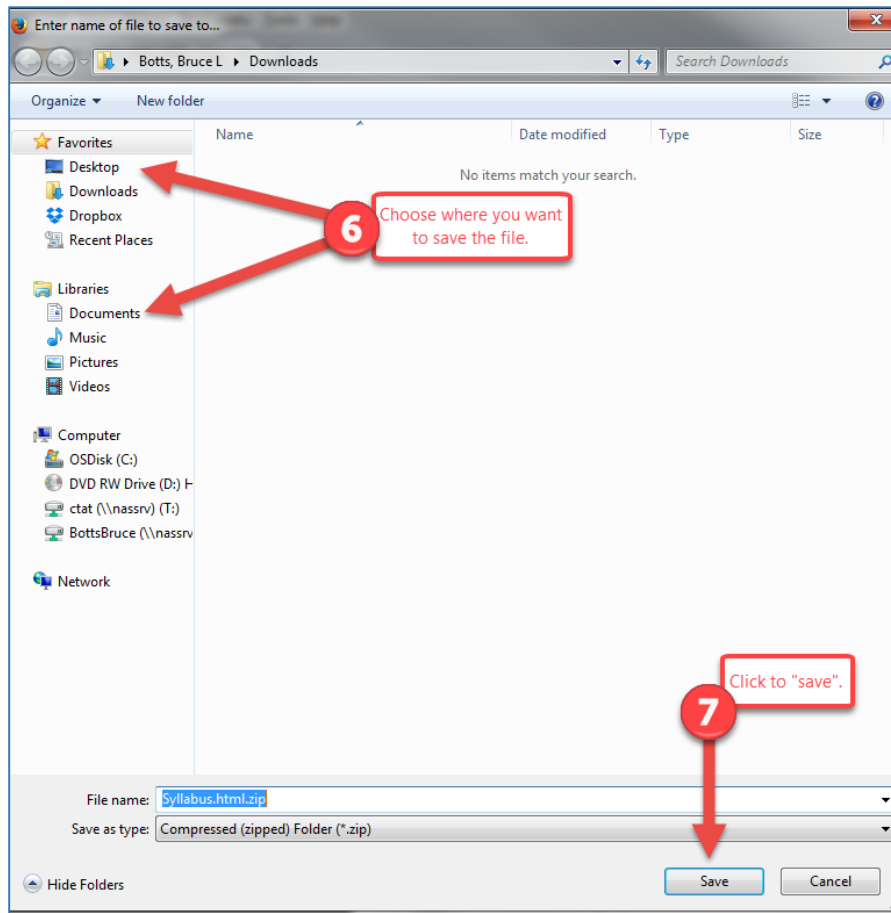 Enter name of file to save to...
Botts, Bruce L Downloads
Search Downloads
Organize New folder
Name Date modified Type Size
No items match your search.
Favorites
Desktop
Downloads
Dropbox
Recent Places
6
Choose where you want
to save the file.
Libraries
Documents
Music
Pictures
Videos
Computer
OSDisk (C:)
DVD RW Drive (D:) H
ctat (\\nassrv) (T:)
BottsBruce (\\nassrv
Network
Click to "save".
7
File name: Syllabus.html.zip
Save as type: Compressed (zipped) Folder (*.zip)
Hide Folders
Save Cancel